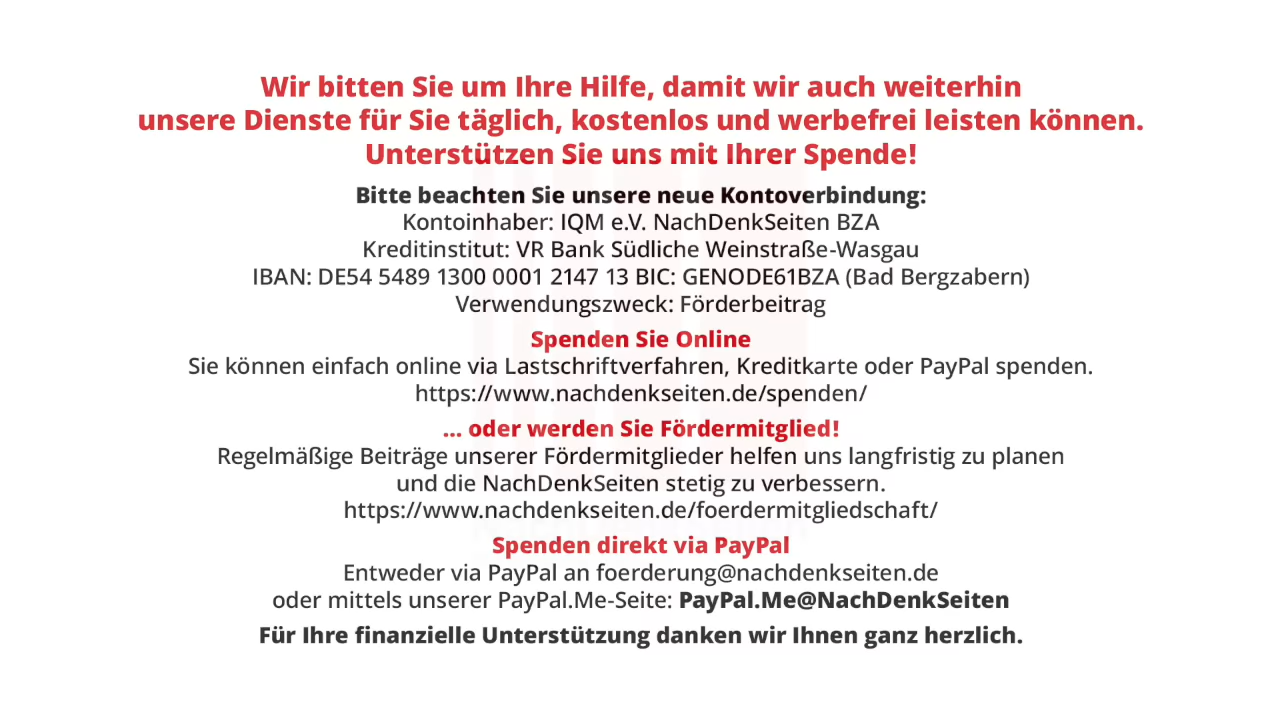 Wir bitten Sie um Ihre Hilfe, damit wir auch weiterhin
unsere Dienste für Sie täglich, kostenlos und werbefrei leisten können.
Unterstützen Sie uns mit Ihrer Spende!
Bitte beachten Sie unsere neue Kontoverbindung:
Kontoinhaber: IQM e.V. NachDenkSeiten BZA
Kreditinstitut: VR Bank Südliche Weinstraße-Wasgau
IBAN: DE54 5489 1300 0001 2147 13 BIC: GENODE61BZA (Bad Bergzabern)
Verwendungszweck: Förderbeitrag
Spenden Sie Online
Sie können einfach online via Lastschriftverfahren, Kreditkarte oder PayPal spenden.
https://www.nachdenkseiten.de/spenden/
... oder werden Sie Fördermitglied!
Regelmäßige Beiträge unserer Fördermitglieder helfen uns langfristig zu planen
und die NachDenkSeiten stetig zu verbessern.
https://www.nachdenkseiten.de/foerdermitgliedschaft/
Spenden direkt via PayPal
Entweder via PayPal an foerderung@nachdenkseiten.de
oder mittels unserer PayPal.Me-Seite: PayPal.Me@NachDenkSeiten
Für Ihre finanzielle Unterstützung danken wir Ihnen ganz herzlich.